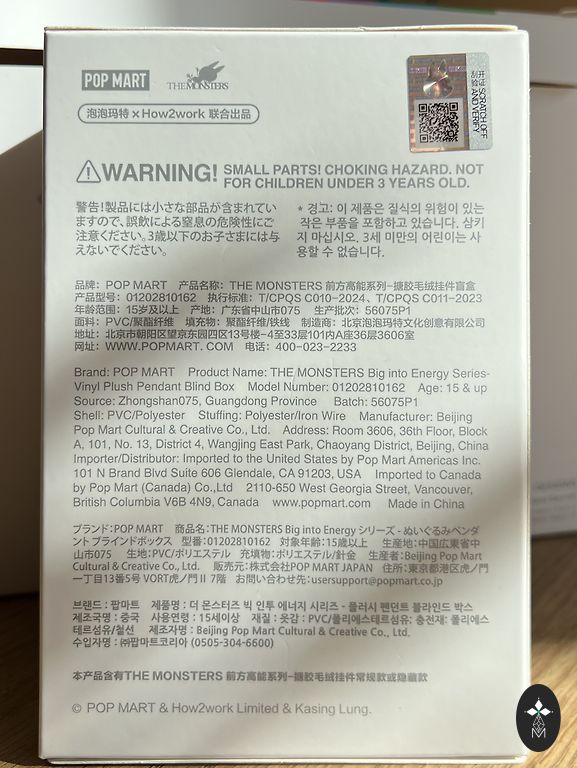 POP MART THE MONSTERS
泡泡玛特 × How2work 联合出品
刮开涂层 验真伪
SCRATCH OFF
AND VERIFY
WARNING! SMALL PARTS! CHOKING HAZARD. NOT
FOR CHILDREN UNDER 3 YEARS OLD.
警告!製品には小さな部品が含まれてい
ますので、誤飲による窒息の危険性にご
注意ください。3歳以下のお子さまには与
えないでください。
* 경고: 이 제품은 질식의 위험이 있는
작은 부품을 포함하고 있습니다. 삼키
지 마십시오. 3세 미만의 어린이는 사
용할 수 없습니다.
品牌：POP MART 产品名称：THE MONSTERS 前方高能系列-搪胶毛绒挂件盲盒
产品型号：01202810162 执行标准：T/CPQS C010-2024、T/CPQS C011-2023
年龄范围：15岁及以上 产地：广东省中山市075 生产批次：56075P1
面料：PVC/聚酯纤维 填充物：聚酯纤维/铁线 制造商：北京泡泡玛特文化创意有限公司
地址：北京市朝阳区望京东园四区13号楼-4至33层101内A座36层3606室
网址：WWW.POPMART.COM 电话：400-023-2233
Brand: POP MART Product Name: THE MONSTERS Big into Energy Series-
Vinyl Plush Pendant Blind Box Model Number: 01202810162 Age: 15 & up
Source: Zhongshan075, Guangdong Province Batch: 56075P1
Shell: PVC/Polyester Stuffing: Polyester/Iron Wire Manufacturer: Beijing
Pop Mart Cultural & Creative Co., Ltd. Address: Room 3606, 36th Floor, Block
A, 101, No. 13, District 4, Wangjing East Park, Chaoyang District, Beijing, China
Importer/Distributor: Imported to the United States by Pop Mart Americas Inc.
101 N Brand Blvd Suite 606 Glendale, CA 91203, USA Imported to Canada
by Pop Mart (Canada) Co.,Ltd 2110-650 West Georgia Street, Vancouver,
British Columbia V6B 4N9, Canada www.popmart.com Made in China
ブランド：POP MART 商品名：THE MONSTERS Big into Energy シリーズ - ぬいぐるみペンダ
ント ブラインドボックス 型番：01202810162 対象年齢：15歳以上 生産地：中国広東省中
山市075 生地：PVC/ポリエステル 充填物：ポリエステル/針金 生産者：Beijing Pop Mart
Cultural & Creative Co., Ltd. 販売元：株式会社POP MART JAPAN 住所：東京都港区虎ノ門
一丁目13番5号 VORT虎ノ門 II 7階 お問い合わせ先：usersupport@popmart.co.jp
브랜드 : 팝마트 제품명 : 더 몬스터즈 빅 인투 에너지 시리즈 - 플러시 펜던트 블라인드 박스
제조국명 : 중국 사용연령 : 15세이상 재질 : 옷감 : PVC/폴리에스테르섬유: 충전재: 폴리에스
테르섬유/철선 제조자명 : Beijing Pop Mart Cultural & Creative Co., Ltd.
수입자명 : ㈜팝마트코리아 (0505-304-6600)
本产品含有THE MONSTERS 前方高能系列-搪胶毛绒挂件常规款或隐藏款
© POP MART & How2work Limited & Kasing Lung.
M